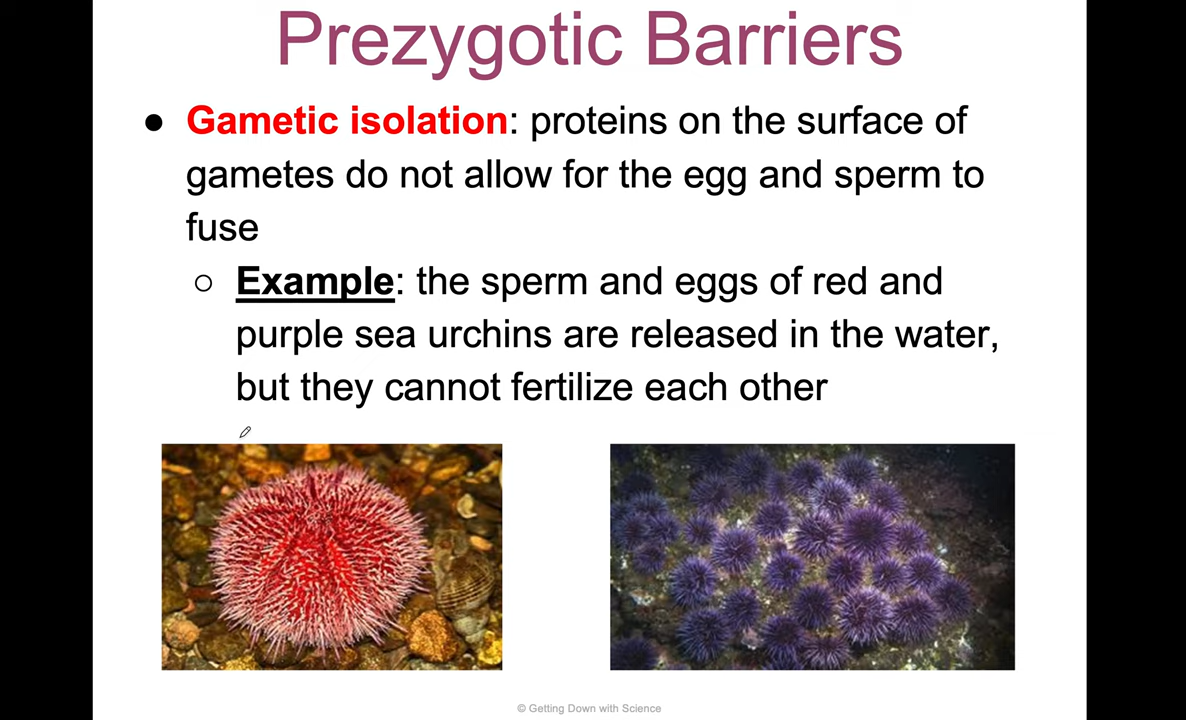 Prezygotic Barriers
● Gametic isolation: proteins on the surface of
gametes do not allow for the egg and sperm to
fuse
○ Example: the sperm and eggs of red and
purple sea urchins are released in the water,
but they cannot fertilize each other
© Getting Down with Science